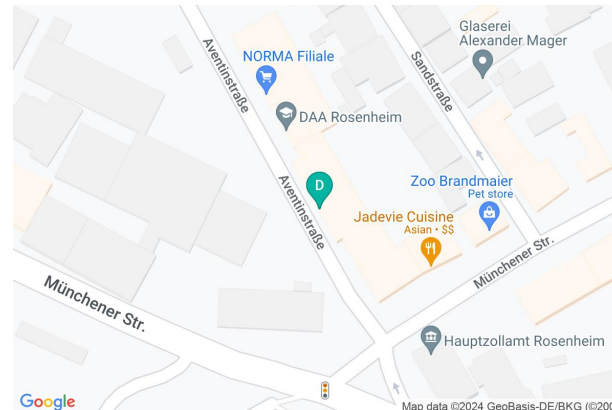 Aventinstraße
NORMA Filiale
DAA Rosenheim
Sandstraße
Glaserei
Alexander Mager
D
Aventinstraße
Zoo Brandmaier
Pet store
Jadevie Cuisine
Asian • $$
Münchener Str.
Münchener Str.
Hauptzollamt Rosenheim
Google
Map data ©2024 GeoBasis-DE/BKG (©200